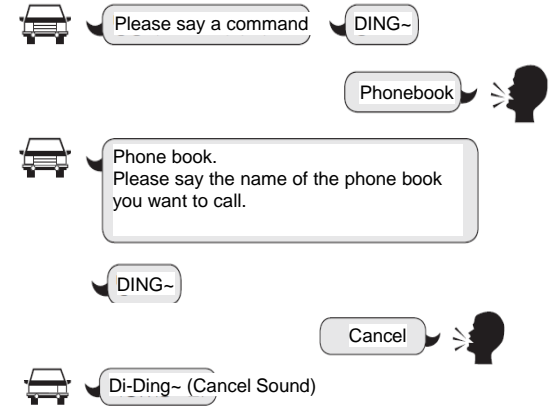 Please say a command
DING~
Phonebook
Phone book.
Please say the name of the phone book
you want to call.
DING~
Cancel
Di-Ding~ (Cancel Sound)